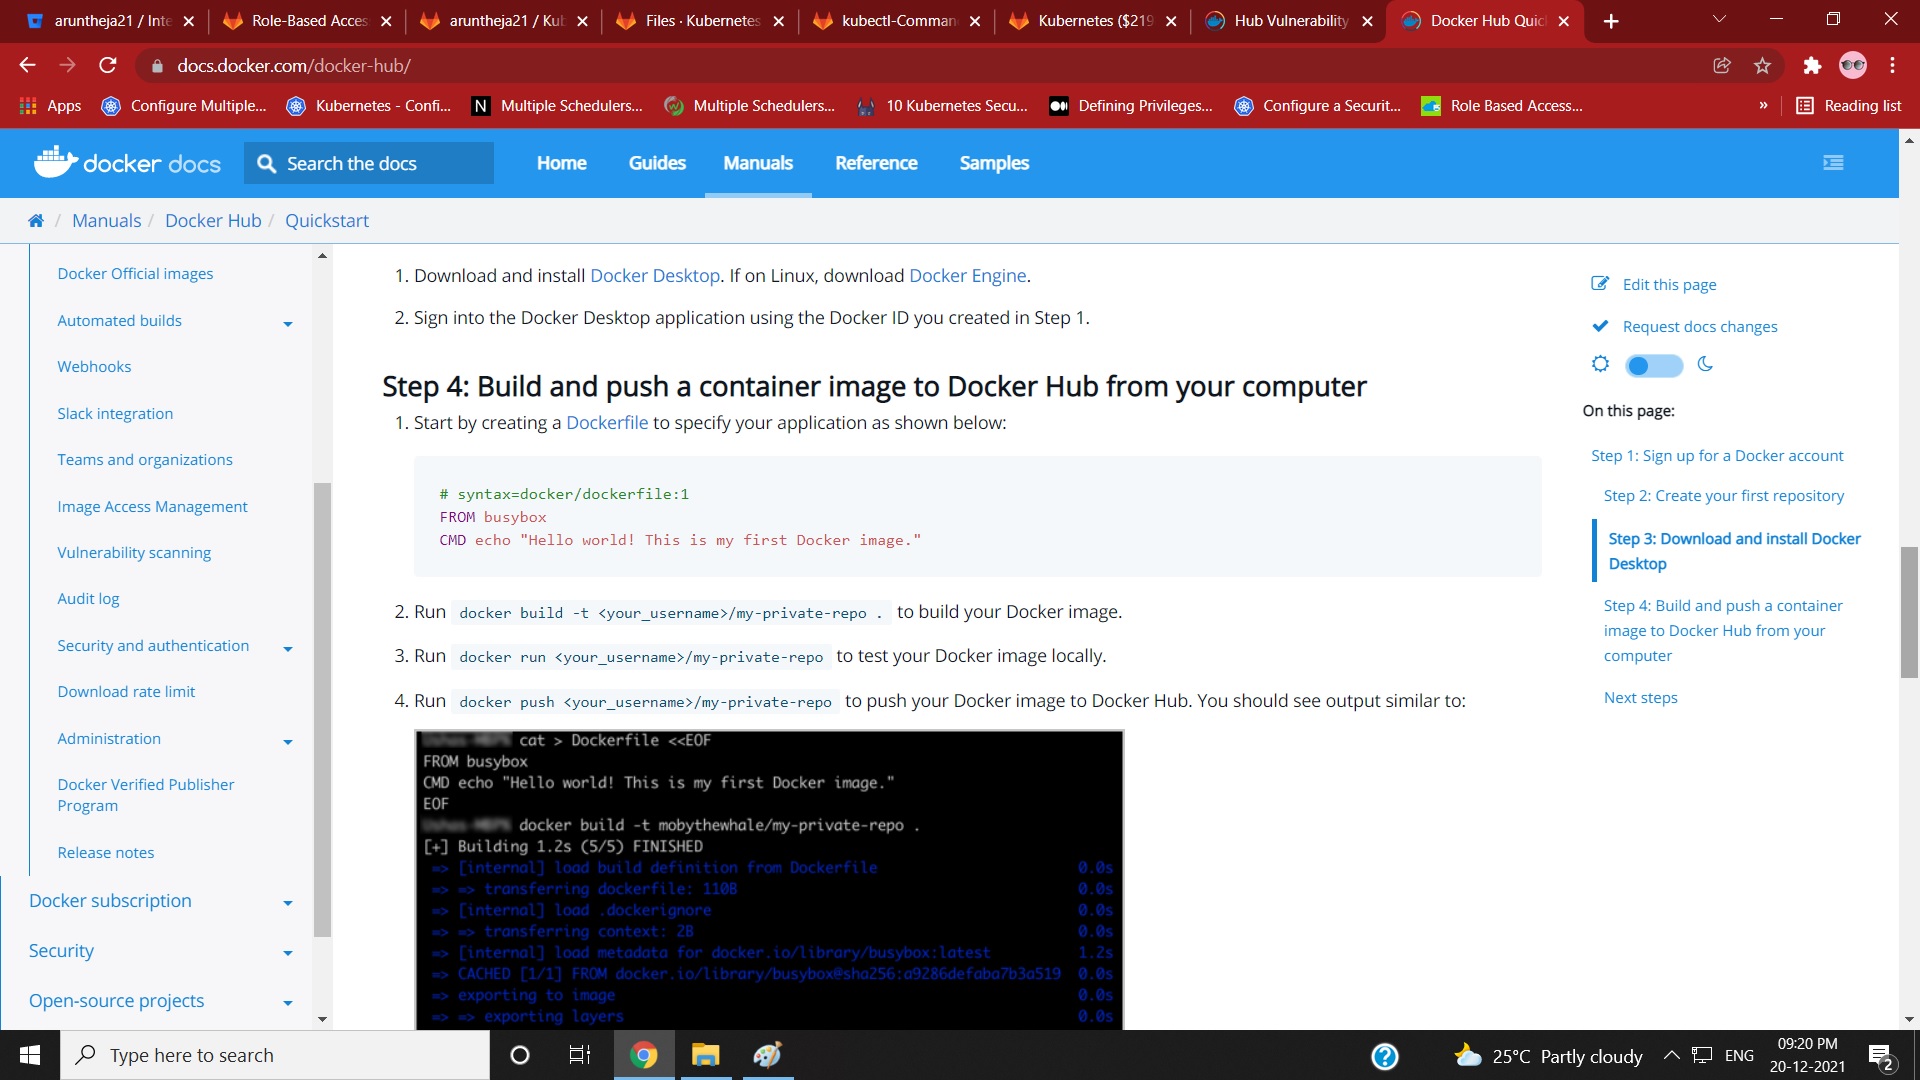 aruntheja21 / Inte
Role-Based Acces
aruntheja21 / Kub
Files · Kubernetes
kubectl-Comman
Kubernetes ($219
Hub Vulnerability
Docker Hub Quic
docs.docker.com/docker-hub/
Apps
Configure Multiple...
Kubernetes - Confi...
Multiple Schedulers...
Multiple Schedulers...
10 Kubernetes Secu...
Defining Privileges...
Configure a Securit...
Role Based Access...
»
Reading list
docker docs
Search the docs
Home
Guides
Manuals
Reference
Samples
/ Manuals / Docker Hub / Quickstart
Docker Official images
Automated builds
Webhooks
Slack integration
Teams and organizations
Image Access Management
Vulnerability scanning
Audit log
Security and authentication
Download rate limit
Administration
Docker Verified Publisher
Program
Release notes
Docker subscription
Security
Open-source projects
1. Download and install Docker Desktop. If on Linux, download Docker Engine.
2. Sign into the Docker Desktop application using the Docker ID you created in Step 1.
Step 4: Build and push a container image to Docker Hub from your computer
1. Start by creating a Dockerfile to specify your application as shown below:
# syntax=docker/dockerfile:1
FROM busybox
CMD echo "Hello world! This is my first Docker image."
2. Run docker build -t <your_username>/my-private-repo . to build your Docker image.
3. Run docker run <your_username>/my-private-repo to test your Docker image locally.
4. Run docker push <your_username>/my-private-repo to push your Docker image to Docker Hub. You should see output similar to:
cat > Dockerfile <<EOF
FROM busybox
CMD echo "Hello world! This is my first Docker image."
EOF
docker build -t mobythewhale/my-private-repo .
[+] Building 1.2s (5/5) FINISHED
=> [internal] load build definition from Dockerfile 0.0s
=> => transferring dockerfile: 110B 0.0s
=> [internal] load .dockerignore 0.0s
=> => transferring context: 2B 0.0s
=> [internal] load metadata for docker.io/library/busybox:latest 1.2s
=> CACHED [1/1] FROM docker.io/library/busybox@sha256:a9286defaba7b3a519 0.0s
=> exporting to image 0.0s
=> => exporting layers 0.0s
Edit this page
Request docs changes
On this page:
Step 1: Sign up for a Docker account
Step 2: Create your first repository
Step 3: Download and install Docker
Desktop
Step 4: Build and push a container
image to Docker Hub from your
computer
Next steps
Type here to search
25°C Partly cloudy
ENG
09:20 PM
20-12-2021
2